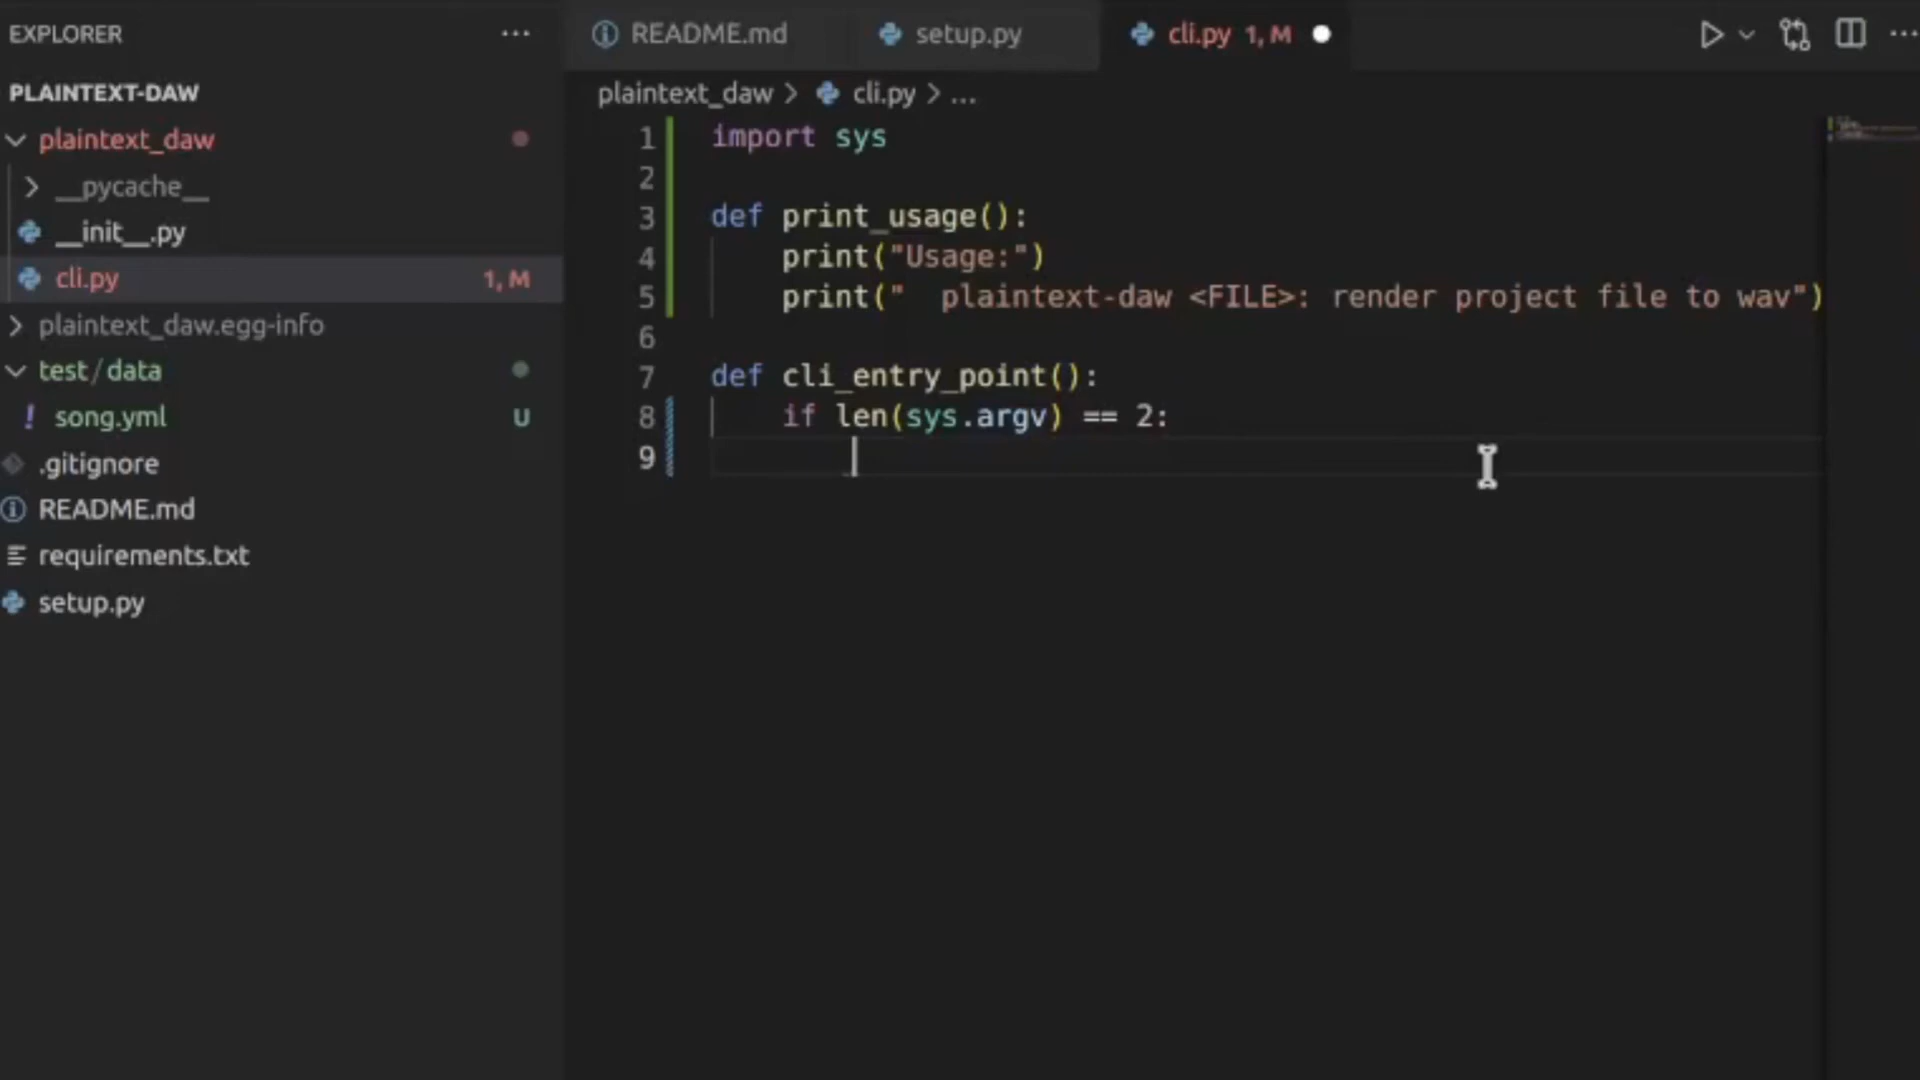 EXPLORER
PLAINTEXT-DAW
plaintext_daw
__pycache__
__init__.py
cli.py 1, M
plaintext_daw.egg-info
test/data
! song.yml U
.gitignore
README.md
requirements.txt
setup.py
README.md setup.py cli.py 1, M
plaintext_daw > cli.py > ...
1 import sys
2
3 def print_usage():
4     print("Usage:")
5     print("  plaintext-daw <FILE>: render project file to wav")
6
7 def cli_entry_point():
8     if len(sys.argv) == 2:
9